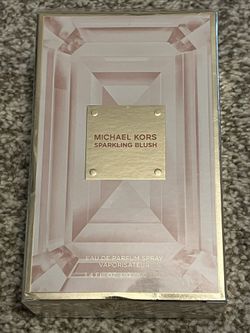 MICHAEL KORS
SPARKLING BLUSH
EAU DE PARFUM SPRAY
VAPORISATEUR